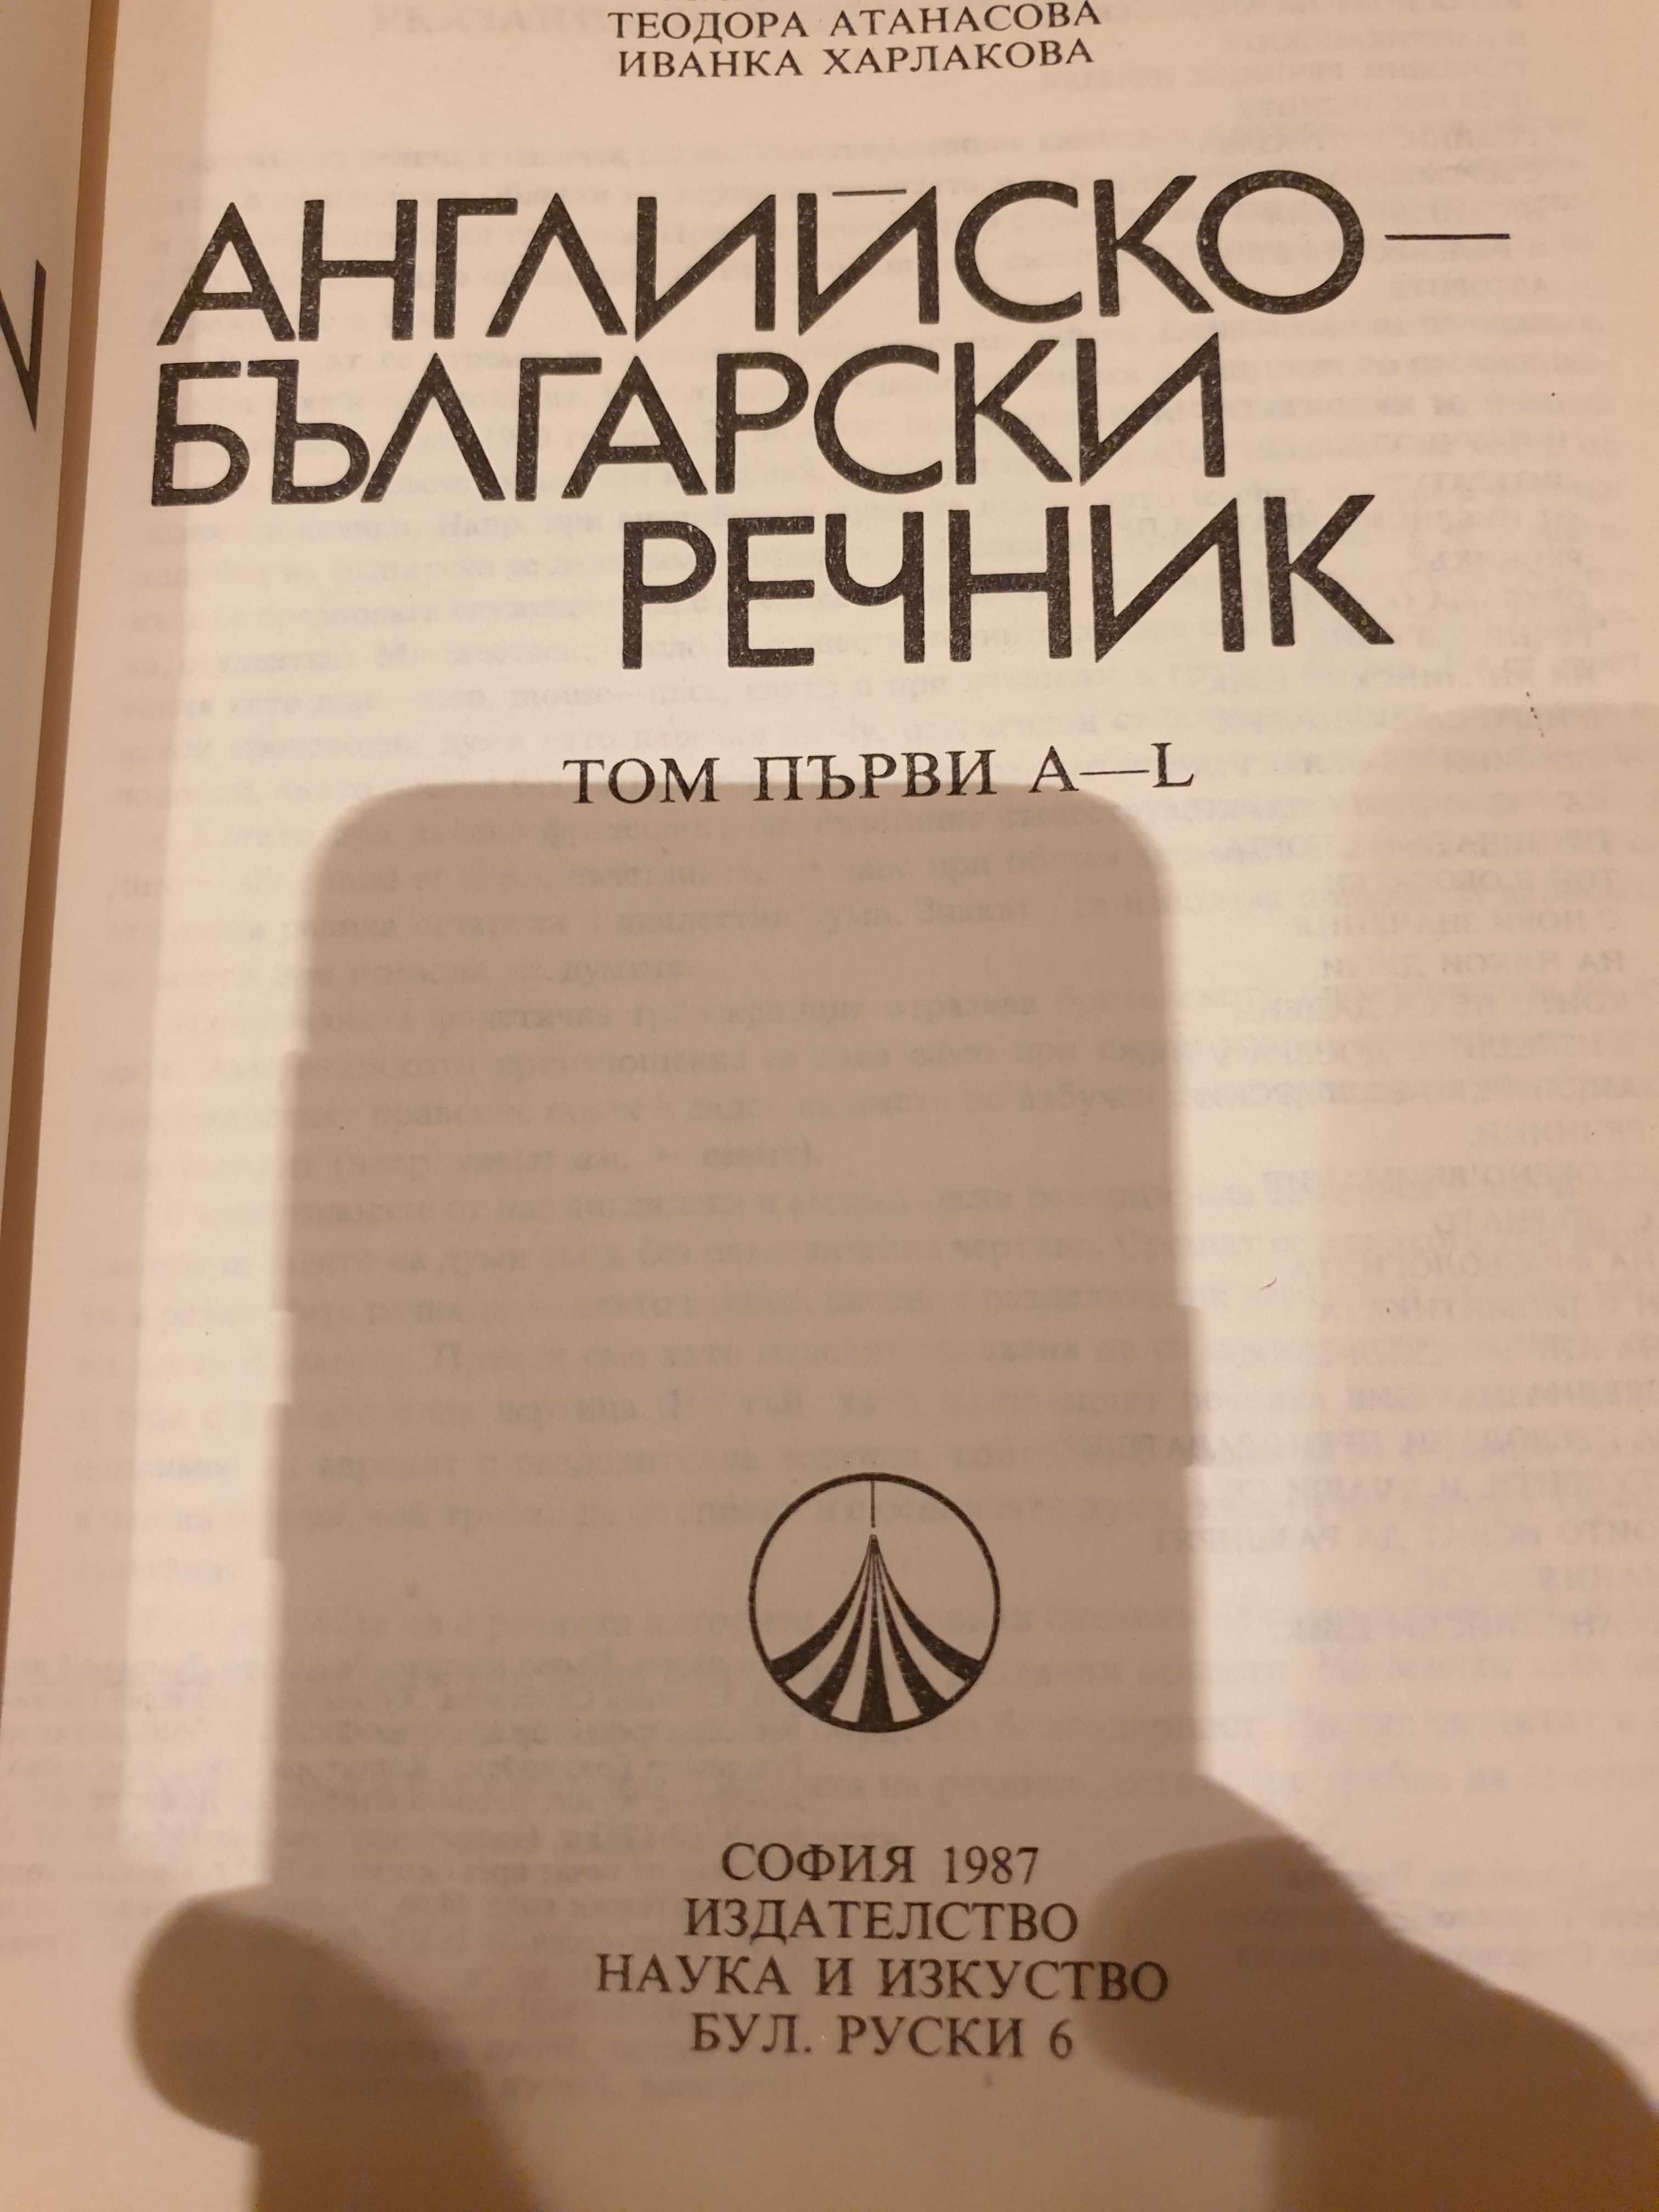 ТЕОДОРА АТАНАСОВА
ИВАНКА ХАРЛАКОВА
АНГЛИЙСКО—
БЪЛГАРСКИ
РЕЧНИК
ТОМ ПЪРВИ A—L
СОФИЯ 1987
ИЗДАТЕЛСТВО
НАУКА И ИЗКУСТВО
БУЛ. РУСКИ 6